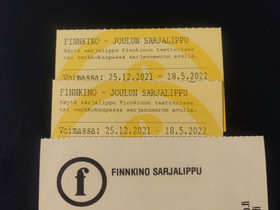 FINNKINO - JOULUN SARJALIPPU
Käytä sarjalippu Finnkinon teattereissa
tai verkkokaupassa sarjanumeron avulla.
Voimassa: 25.12.2021 - 18.5.2022
FINNKINO - JOULUN SARJALIPPU
Käytä sarjalippu Finnkinon teattereissa
tai verkkokaupassa sarjanumeron avulla.
Voimassa: 25.12.2021 - 18.5.2022
f
FINNKINO SARJALIPPU